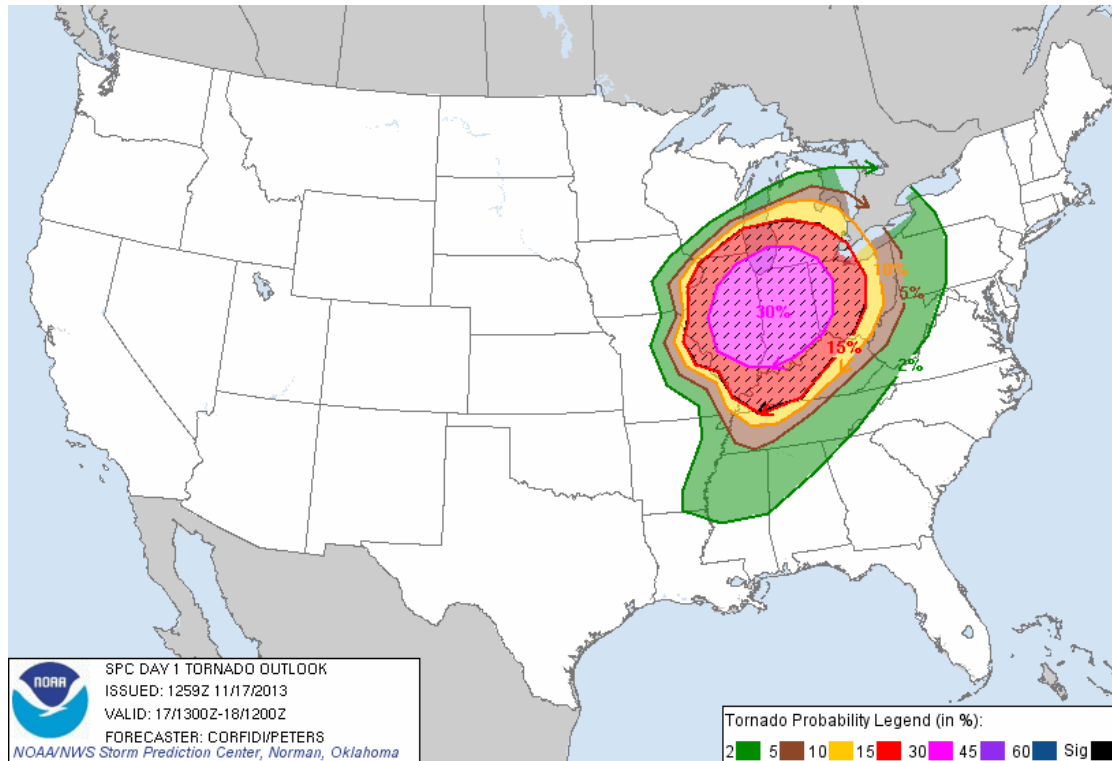 10%
5%
30%
15%
2%
SPC DAY 1 TORNADO OUTLOOK
ISSUED: 1259Z 11/17/2013
VALID: 17/1300Z-18/1200Z
FORECASTER: CORFIDI/PETERS
NOAA
NOAA/NWS Storm Prediction Center, Norman, Oklahoma
Tornado Probability Legend (in %):
2 5 10 15 30 45 60 Sig